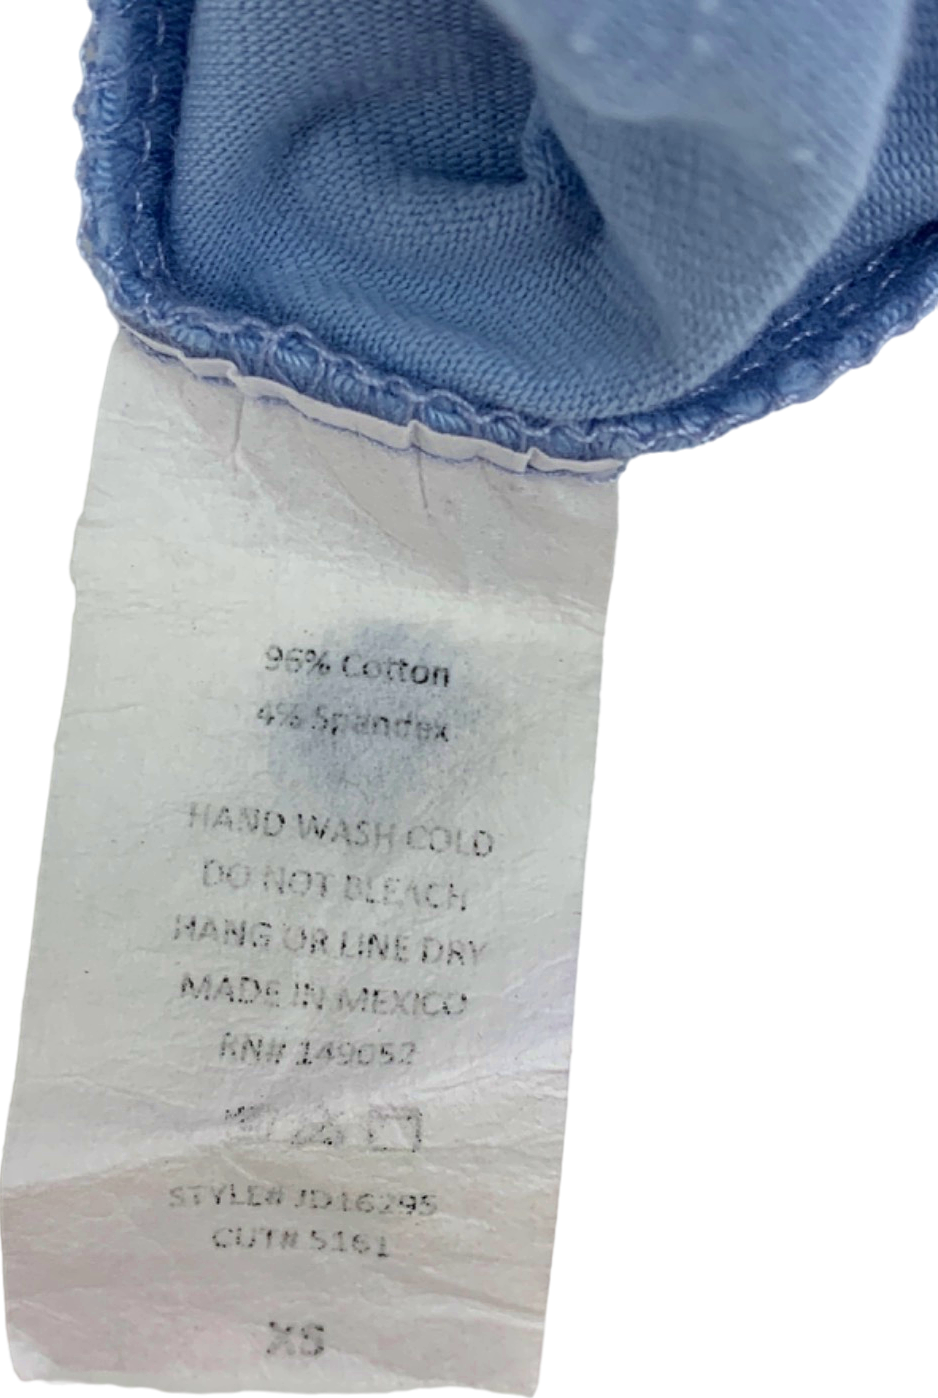 96% Cotton
4% Spandex
HAND WASH COLD
DO NOT BLEACH
HANG OR LINE DRY
MADE IN MEXICO
RN# 149052
STYLE# JD16295
CUT# 5161
XS